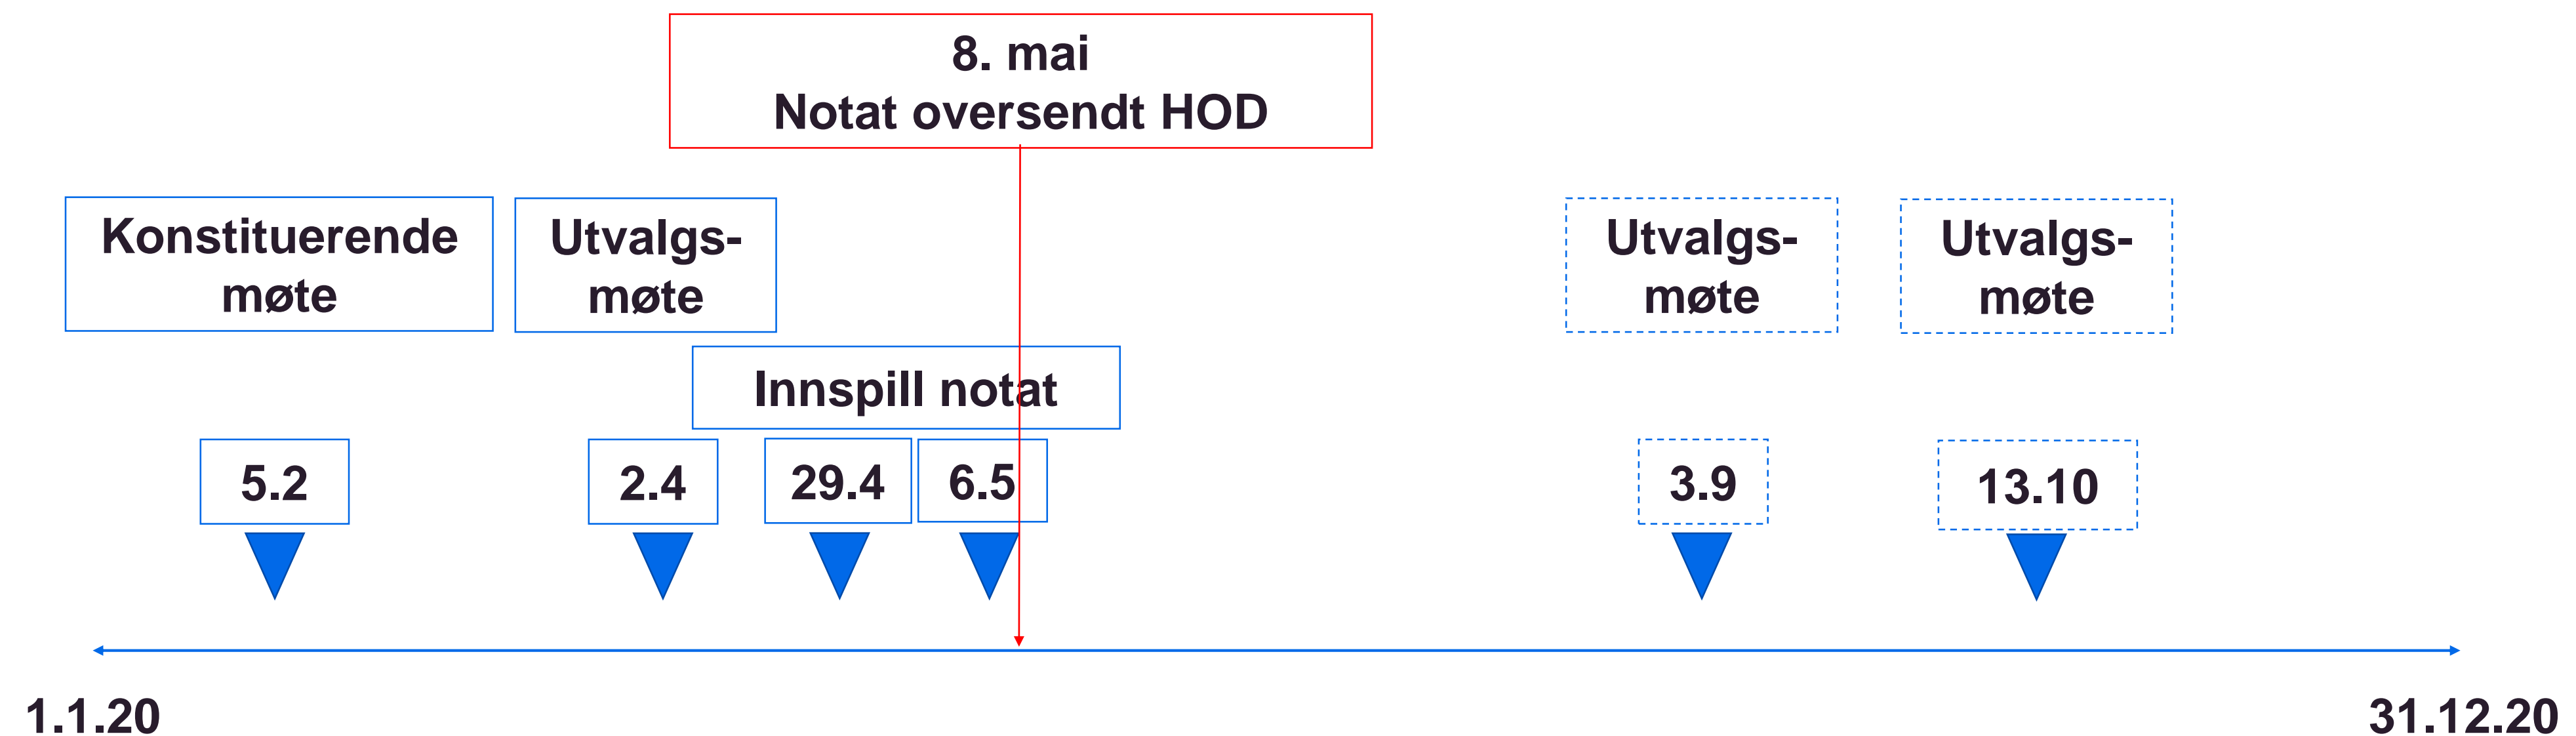 8. mai
Notat oversendt HOD
Konstituerende
møte
Utvalgs-
møte
Utvalgs-
møte
Utvalgs-
møte
Innspill notat
5.2
2.4
29.4
6.5
3.9
13.10
1.1.20
31.12.20